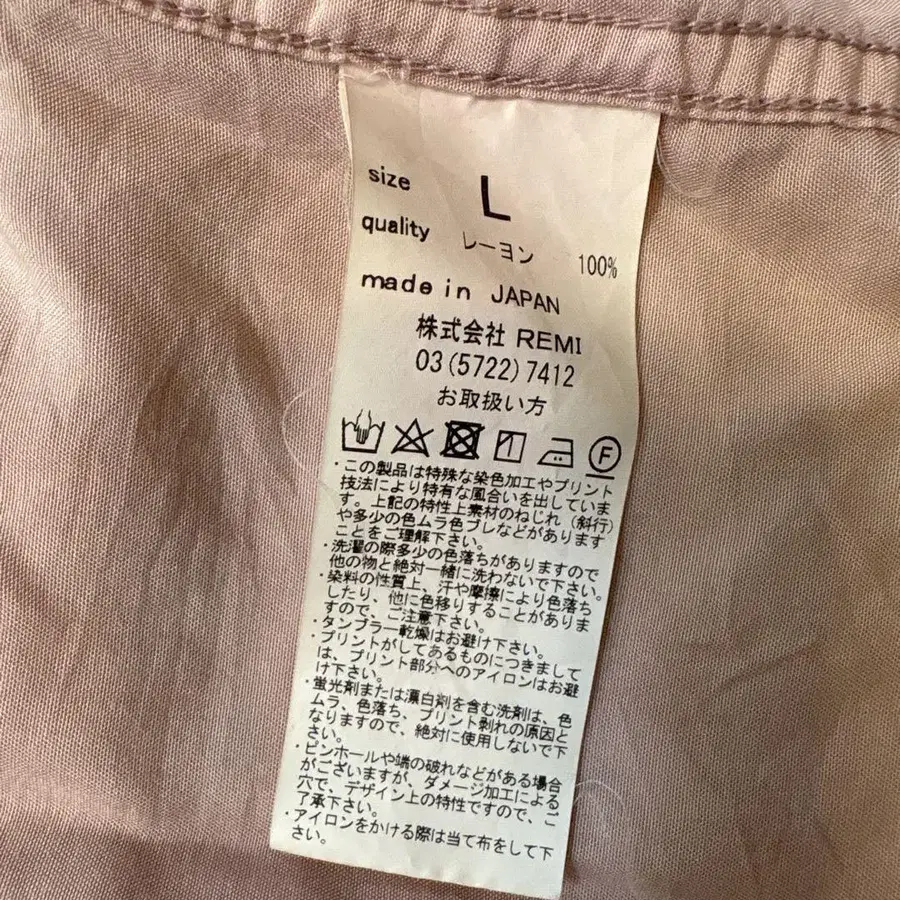 size L
quality レーヨン 100%
made in JAPAN
株式会社 REMI
03(5722)7412
お取扱い方
F
・この製品は特殊な染色加工やプリント
技法により特有な風合いを出していま
す。上記の特性上素材のねじれ（斜行）
や多少の色ムラ色ブレなどがあります
ことをご理解下さい。
・洗濯の際多少の色落ちがありますので
他の物と絶対一緒に洗わないで下さい。
・染料の性質上、汗や摩擦により色落ち
したり、他に色移りすることがありま
すので、ご注意下さい。
・タンブラー乾燥はお避け下さい。
・プリントがしてあるものにつきまして
は、プリント部分へのアイロンはお避
け下さい。
・蛍光剤または漂白剤を含む洗剤は、色
ムラ、色落ち、プリント剥れの原因と
なりますので、絶対に使用しないで下
さい。
・ピンホールや端の破れなどがある場合
がございますが、ダメージ加工による
穴で、デザイン上の特性ですので、ご
了承下さい。
・アイロンをかける際は当て布をして下
さい。